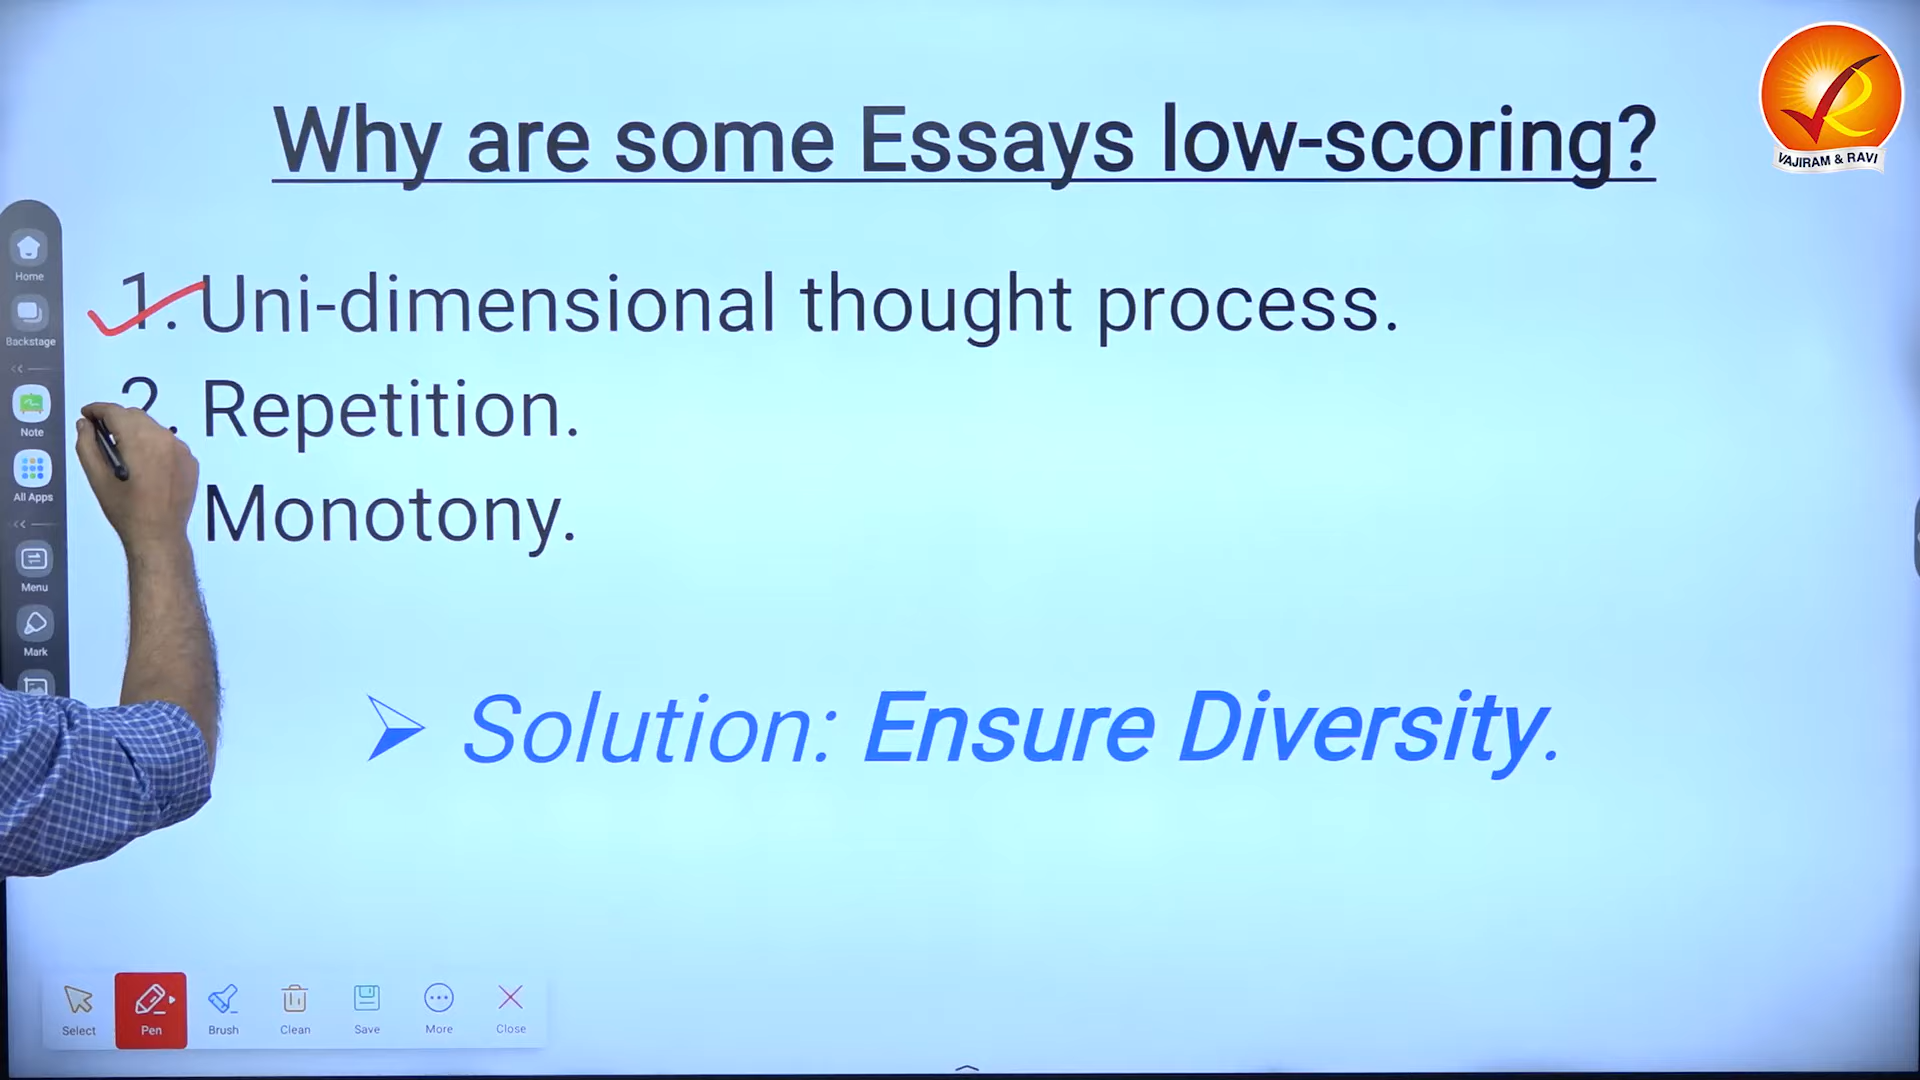 Why are some Essays low-scoring?
VAJIRAM & RAVI
1. Uni-dimensional thought process.
2. Repetition.
Monotony.
Solution: Ensure Diversity.
Home
Backstage
Note
All Apps
Menu
Mark
Select
Pen
Brush
Clean
Save
More
Close